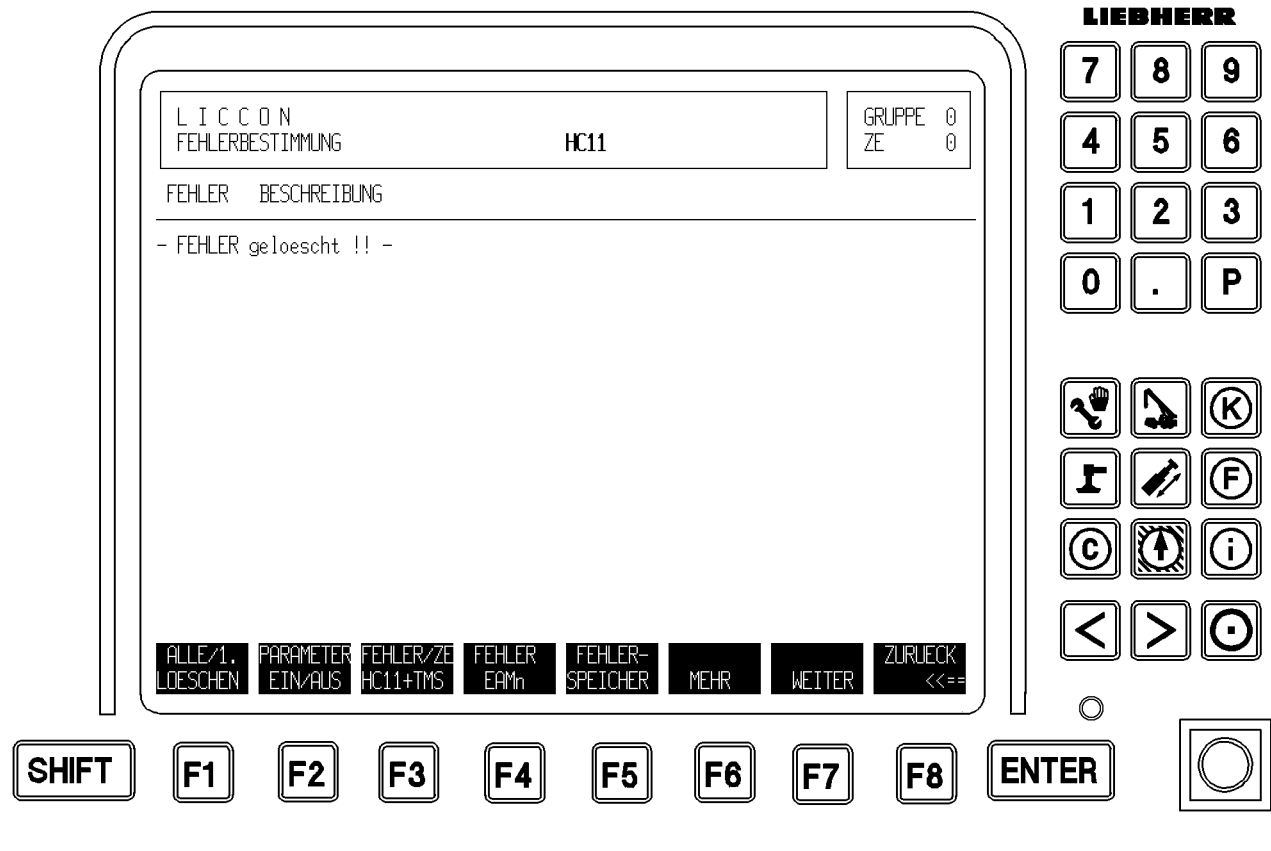 LIEBHERR
L I C C O N
FEHLERBESTIMMUNG HC11
GRUPPE 0
ZE 0
FEHLER BESCHREIBUNG
- FEHLER geloescht !! -
ALLE/1. LOESCHEN
PARAMETER EIN/AUS
FEHLER/ZE HC11+TMS
FEHLER EAMn
FEHLER- SPEICHER
MEHR
WEITER
ZURUECK <<==
7 8 9
4 5 6
1 2 3
0 . P
K
F
C i
< >
SHIFT F1 F2 F3 F4 F5 F6 F7 F8 ENTER